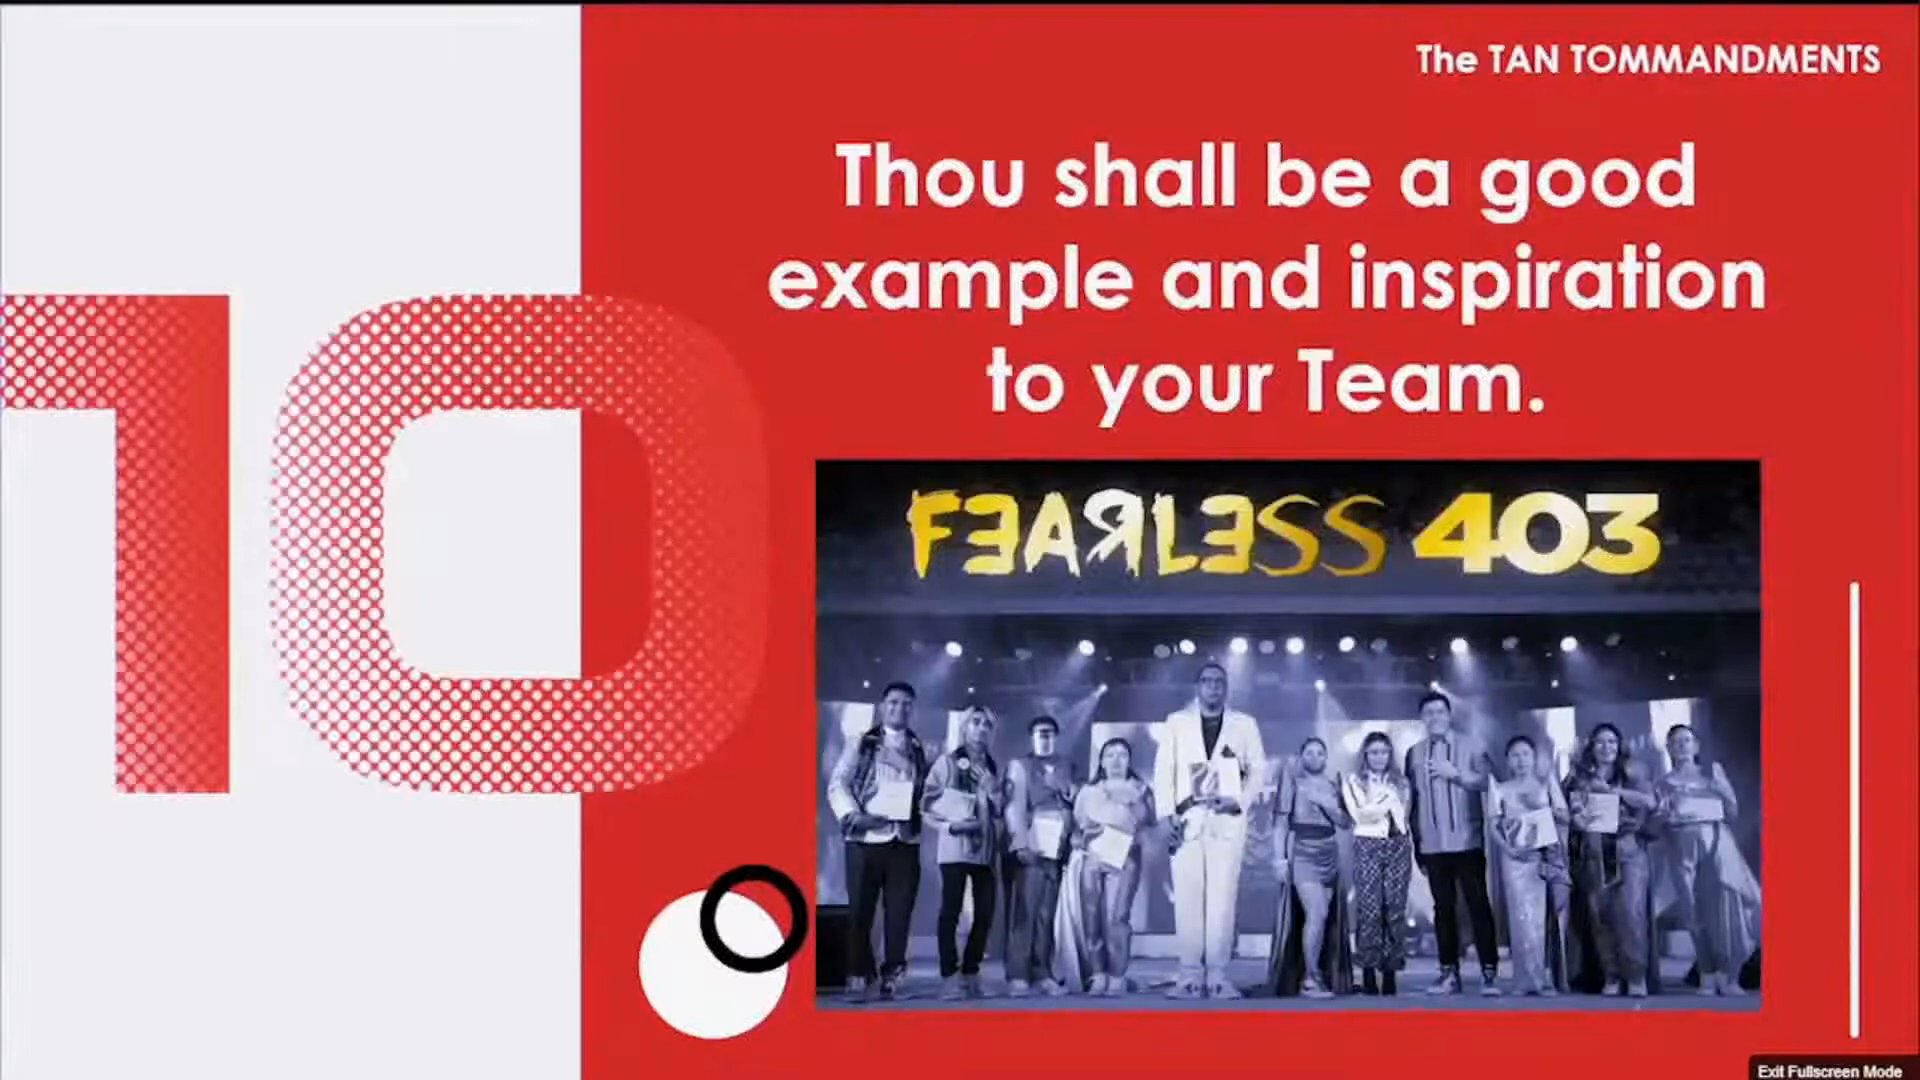 The TAN TOMMANDMENTS
Thou shall be a good
example and inspiration
to your Team.
10
FEARLESS 403
Exit Fullscreen Mode